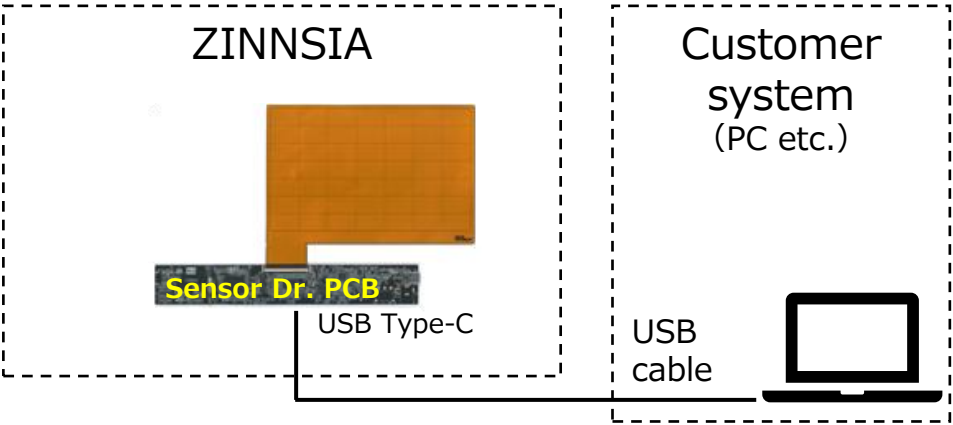 ZINNSIA
Sensor Dr. PCB
USB Type-C
Customer
system
（PC etc.）
USB
cable